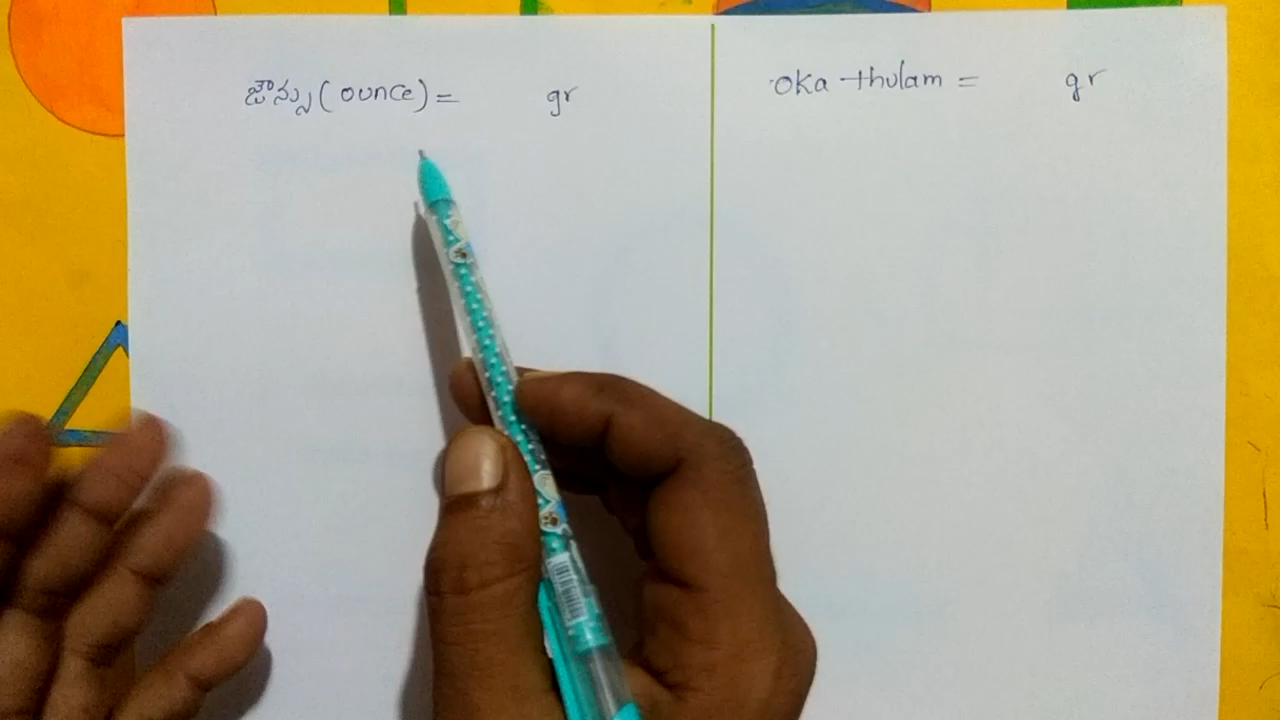 ఔన్సు (ounce) = gr
oka thulam = gr